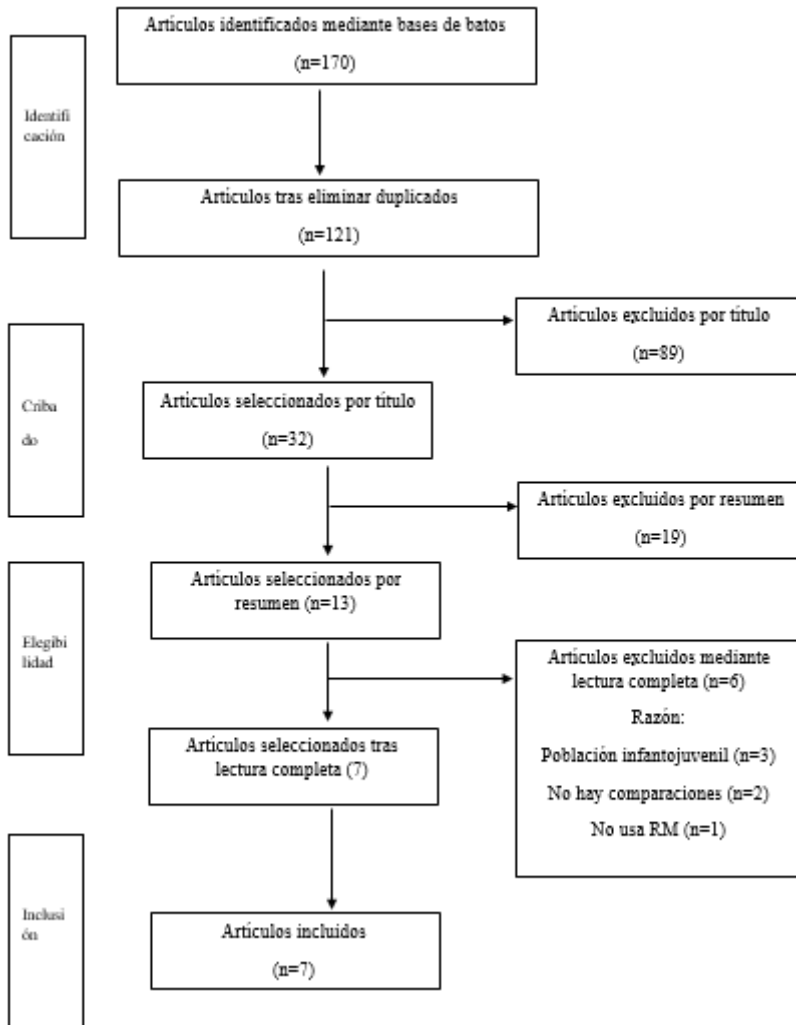 Artículos identificados mediante bases de batos
(n=170)
Identifi
cación
Artículos tras eliminar duplicados
(n=121)
Artículos excluidos por título
(n=89)
Criba
do
Artículos seleccionados por título
(n=32)
Artículos excluidos por resumen
(n=19)
Elegibi
lidad
Artículos seleccionados por
resumen (n=13)
Artículos excluidos mediante
lectura completa (n=6)
Razón:
Población infantojuvenil (n=3)
No hay comparaciones (n=2)
No usa RM (n=1)
Artículos seleccionados tras
lectura completa (7)
Inclusi
ón
Artículos incluidos
(n=7)